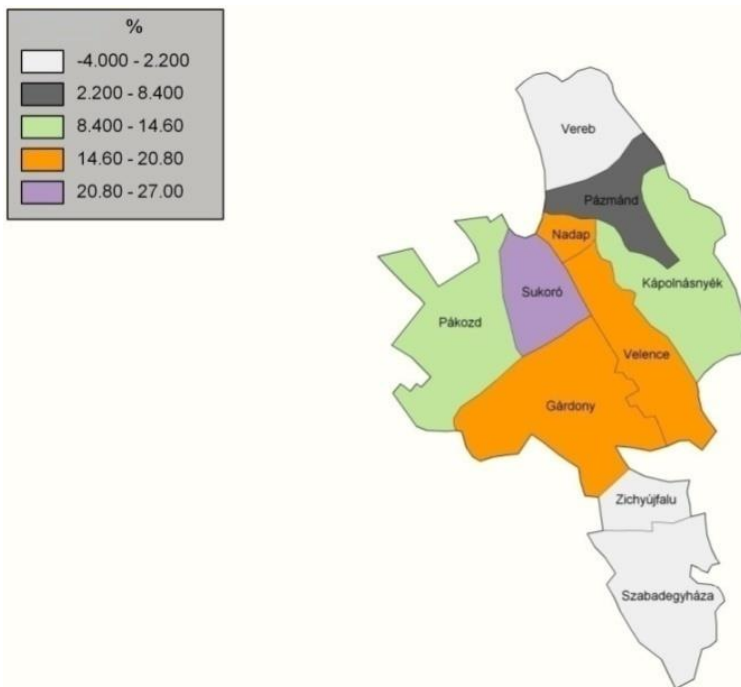 %
-4.000 - 2.200
2.200 - 8.400
8.400 - 14.60
14.60 - 20.80
20.80 - 27.00
Vereb
Pázmánd
Nadap
Kápolnásnyék
Sukoró
Pákozd
Velence
Gárdony
Zichyújfalu
Szabadegyháza